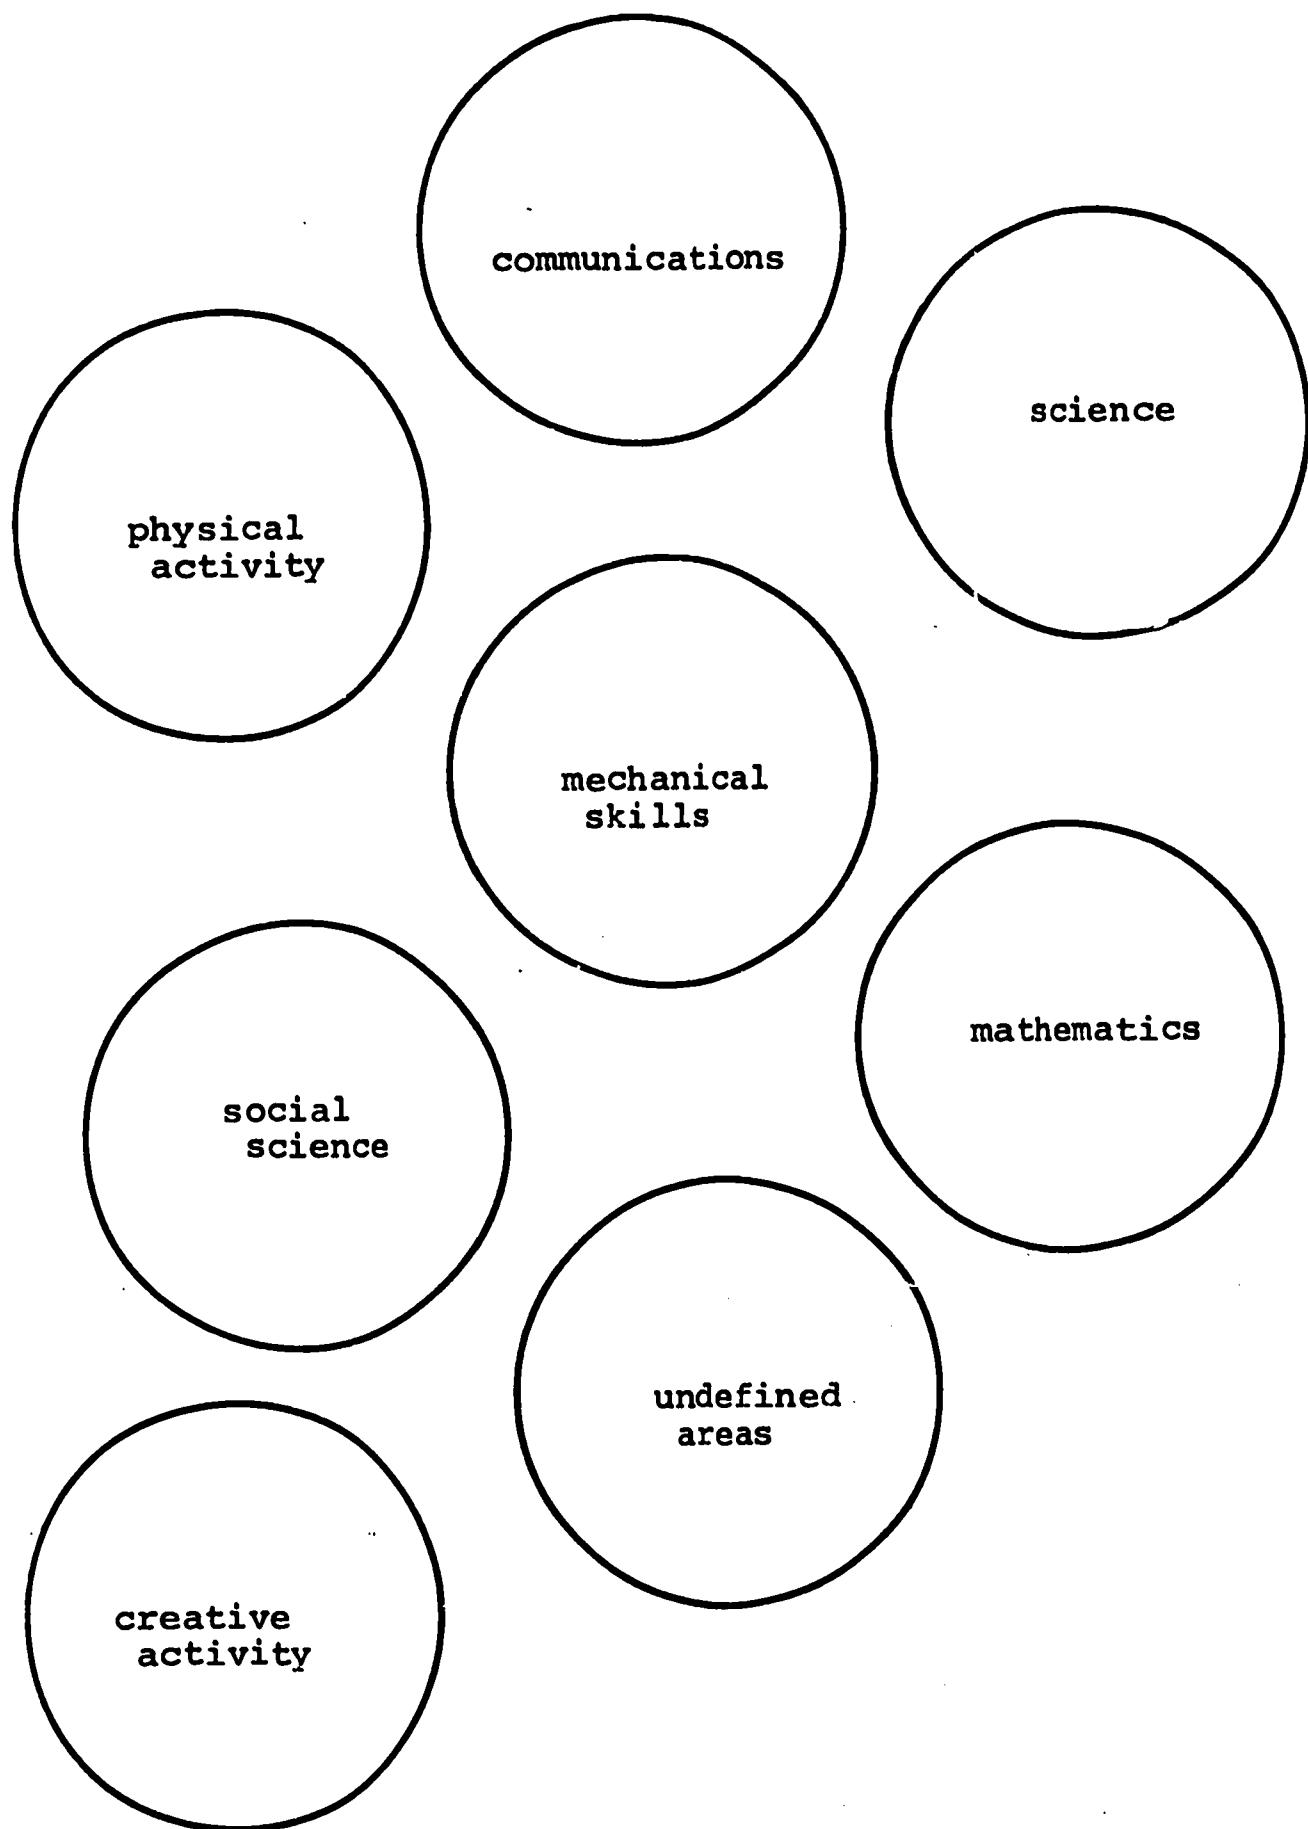 communications
science
physical
activity
mechanical
skills
mathematics
social
science
undefined
areas
creative
activity